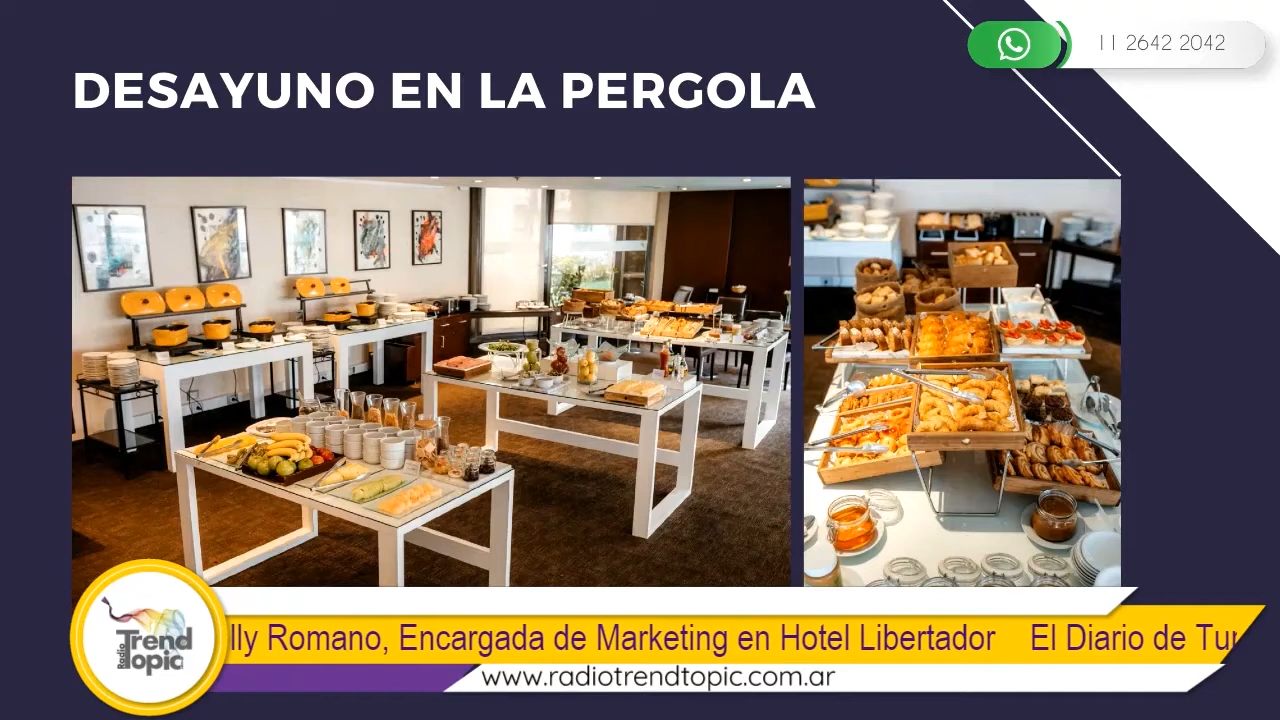 11 2642 2042
DESAYUNO EN LA PERGOLA
Radio Trend Topic
lly Romano, Encargada de Marketing en Hotel Libertador El Diario de Tur
www.radiotrendtopic.com.ar